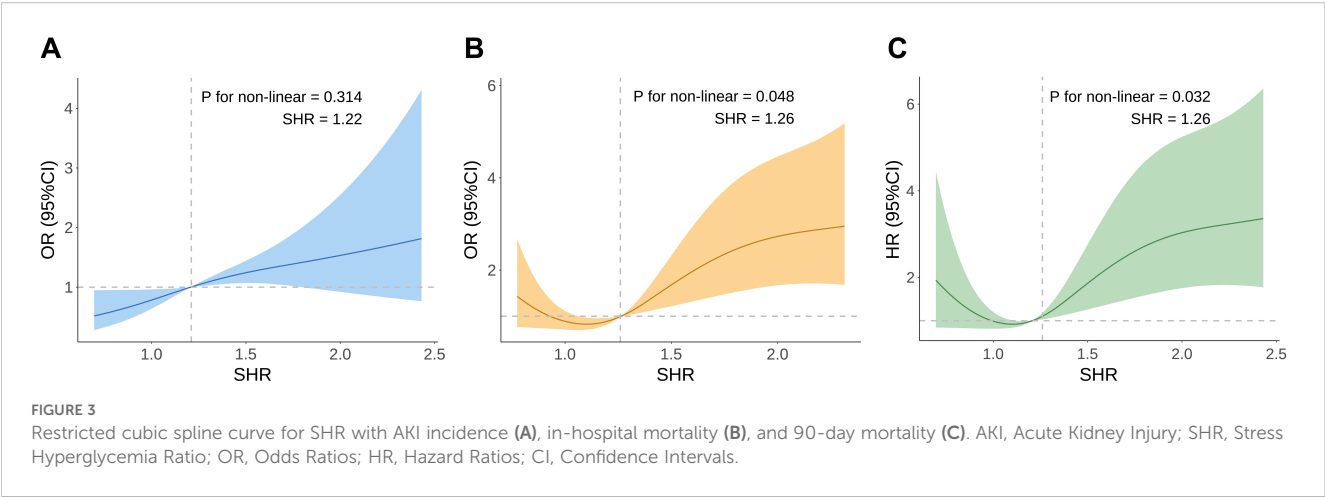 A
P for non-linear = 0.314
SHR = 1.22
OR (95%CI)
4
3
2
1
1.0
1.5
2.0
2.5
SHR
B
P for non-linear = 0.048
SHR = 1.26
OR (95%CI)
6
4
2
1.0
1.5
2.0
SHR
C
P for non-linear = 0.032
SHR = 1.26
HR (95%CI)
6
4
2
1.0
1.5
2.0
2.5
SHR
FIGURE 3
Restricted cubic spline curve for SHR with AKI incidence (A), in-hospital mortality (B), and 90-day mortality (C). AKI, Acute Kidney Injury; SHR, Stress
Hyperglycemia Ratio; OR, Odds Ratios; HR, Hazard Ratios; CI, Confidence Intervals.